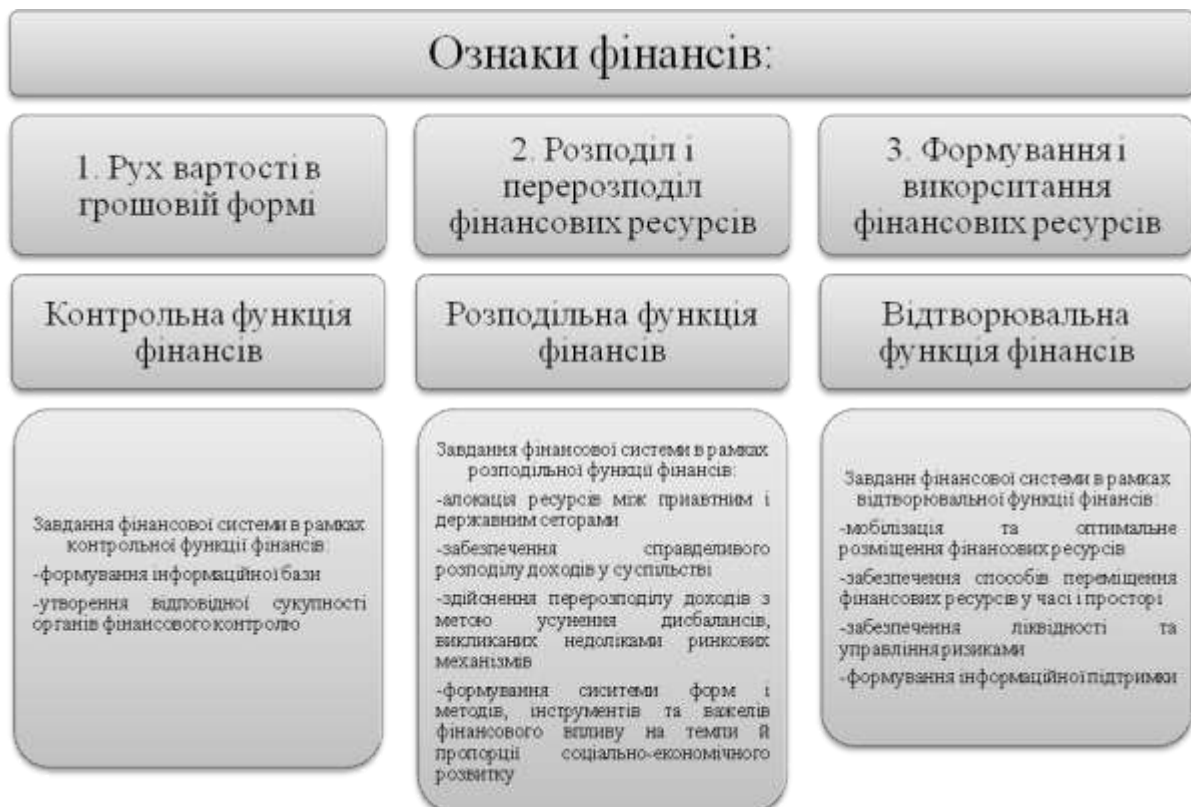 Ознаки фінансів:
1. Рух вартості в
грошовій формі
2. Розподіл і
перерозподіл
фінансових ресурсів
3. Формування і
використання
фінансових ресурсів
Контрольна функція
фінансів
Розподільна функція
фінансів
Відтворювальна
функція фінансів
Завдання фінансової системи в рамках
контрольної функції фінансів:
-формування інформаційної бази
-утворення відповідної сукупності
органів фінансового контролю
Завдання фінансової системи в рамках
розподільної функції фінансів:
-алокація ресурсів між приавтним і
державним сеторами
-забезпечення справделивого
розподілу доходів у суспільстві
-здійснення перерозподілу доходів з
метою усунення дисбалансів,
викликаних недоліками ринкових
механізмів
-формування сиситеми форм і
методів, інструментів та важелів
фінансового впливу на темпи й
пропорції соціально-економічного
розвитку
Завданн фінансової системи в рамках
відтворювальної функції фінансів:
-мобілізація та оптимальне
розміщення фінансових ресурсів
-забезпечення способів переміщення
фінансових ресурсів у часі і просторі
-забезпечення ліквідності та
управління ризиками
-формування інформаційної підтримки